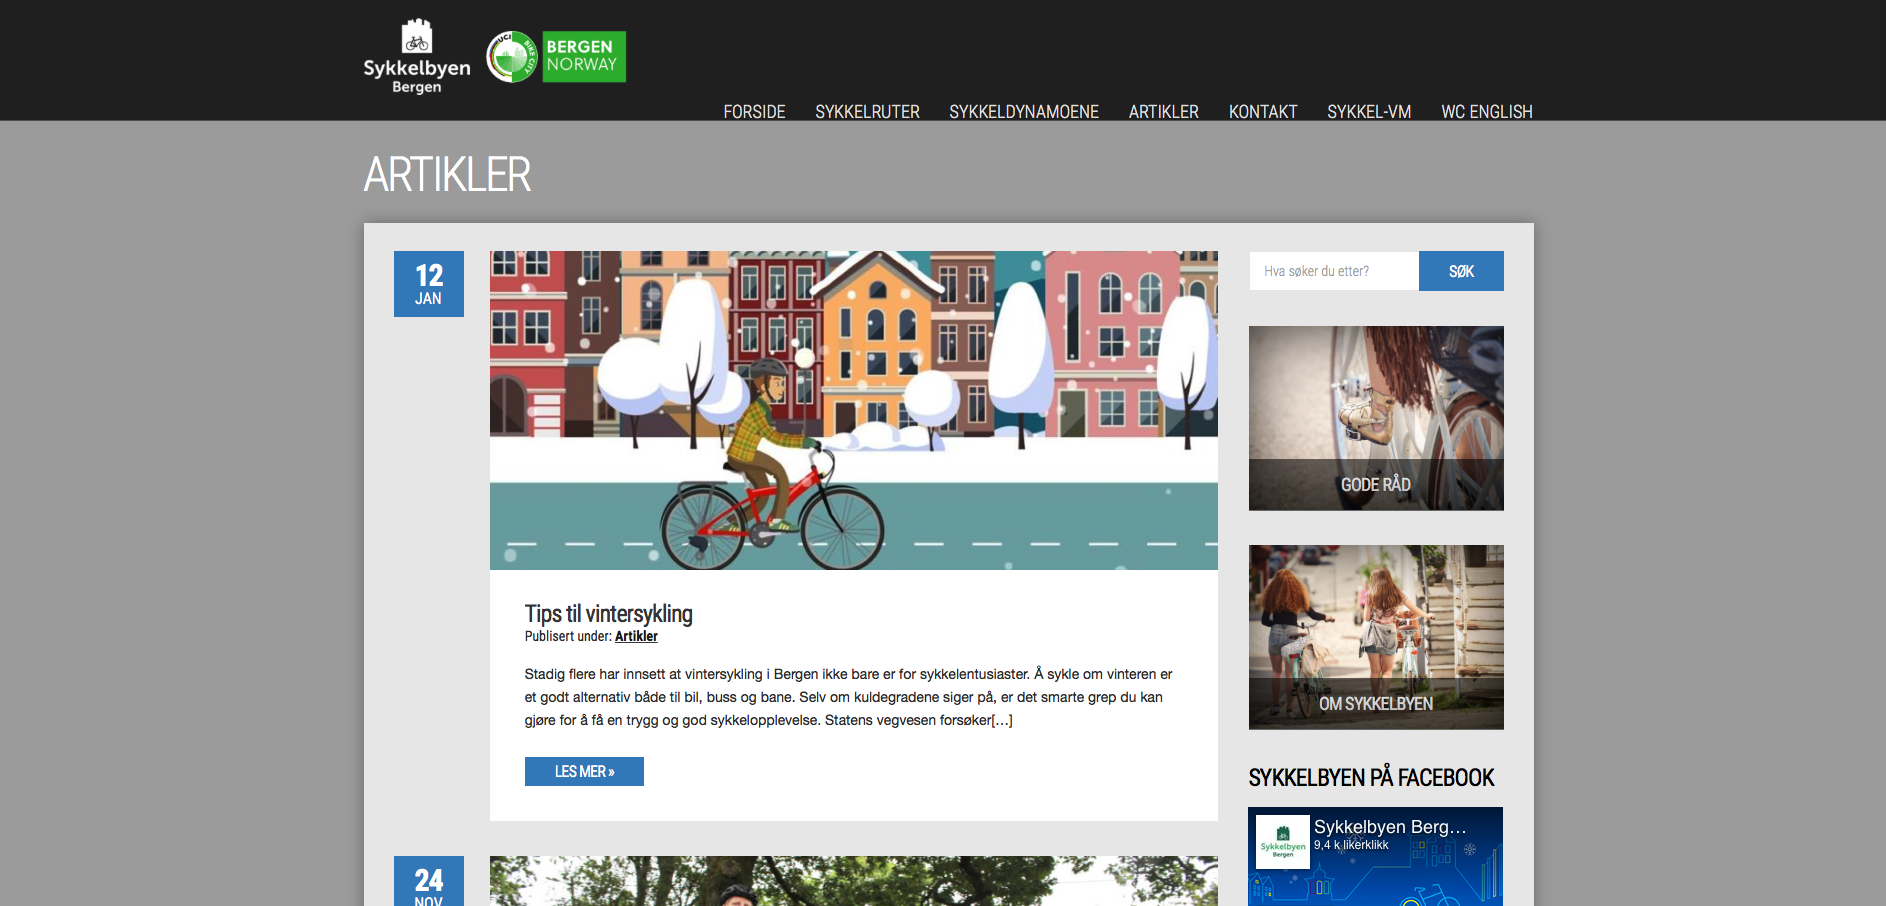 Sykkelbyen
Bergen
UCI BIKE CITY
BERGEN
NORWAY
FORSIDE SYKKELRUTER SYKKELDYNAMOENE ARTIKLER KONTAKT SYKKEL-VM WC ENGLISH
ARTIKLER
12
JAN
Tips til vintersykling
Publisert under: Artikler
Stadig flere har innsett at vintersykling i Bergen ikke bare er for sykkelentusiaster. Å sykle om vinteren er
et godt alternativ både til bil, buss og bane. Selv om kuldegradene siger på, er det smarte grep du kan
gjøre for å få en trygg og god sykkelopplevelse. Statens vegvesen forsøker[…]
LES MER »
24
NOV
Hva søker du etter? SØK
GODE RÅD
OM SYKKELBYEN
SYKKELBYEN PÅ FACEBOOK
Sykkelbyen
Bergen
Sykkelbyen Berg…
9,4 k likerklikk